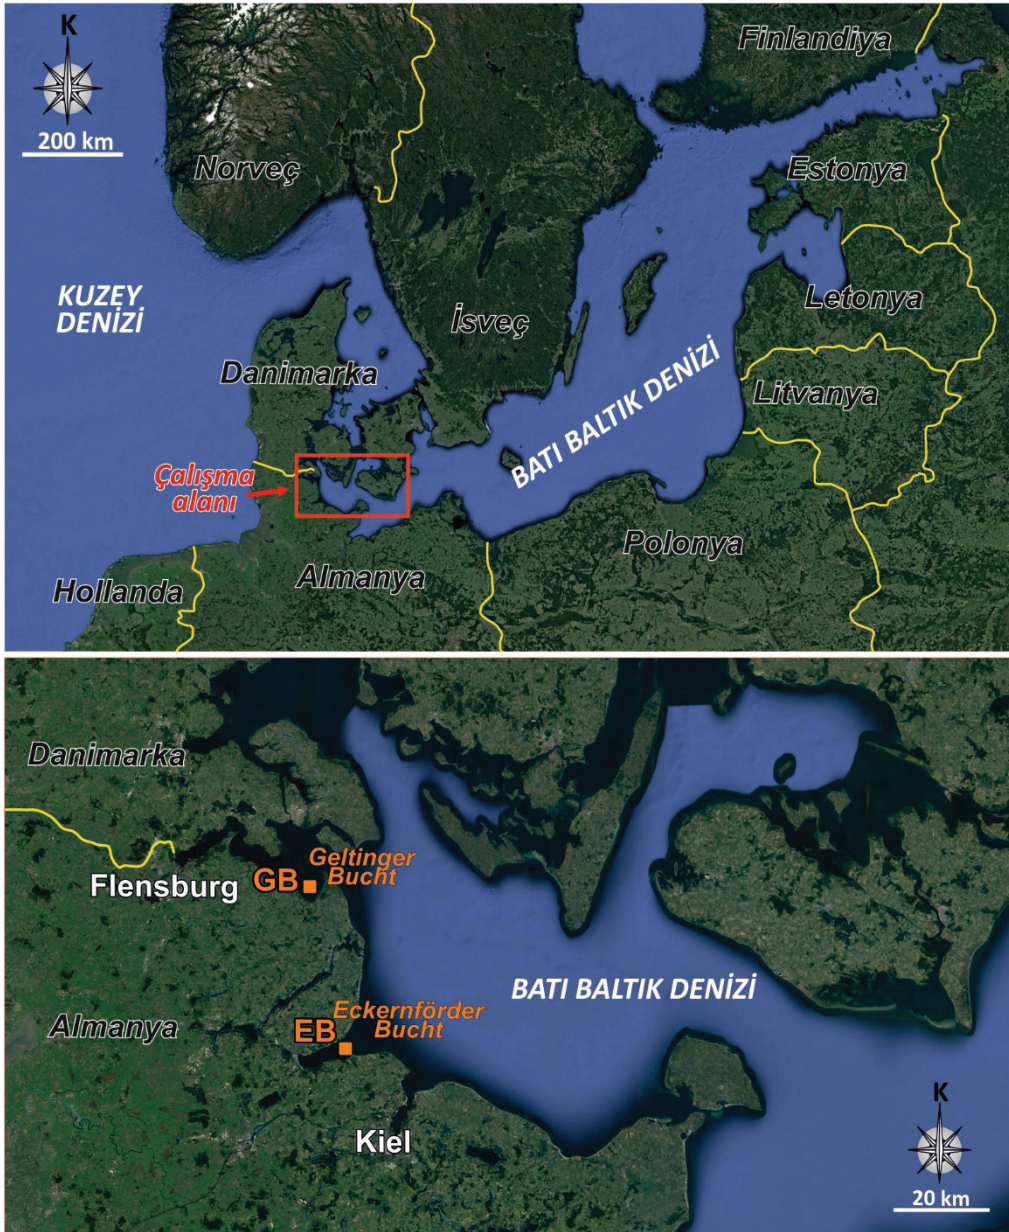 K
200 km
Finlandiya
Norveç
Estonya
KUZEY
DENİZİ
İsveç
Letonya
Danimarka
BATI BALTIK DENİZİ
Litvanya
Çalışma
alanı
Polonya
Hollanda
Almanya
Danimarka
Geltinger
Bucht
GB
Flensburg
BATI BALTIK DENİZİ
Eckernförder
Bucht
EB
Almanya
Kiel
K
20 km